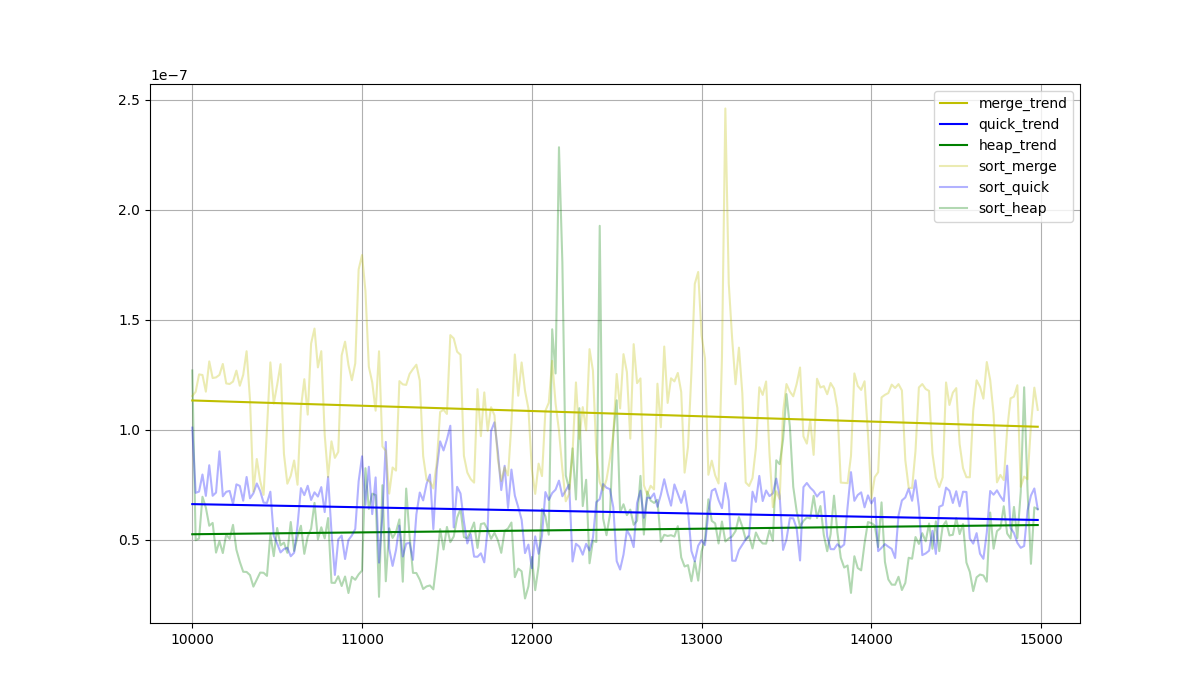 1e−7
2.5
2.0
1.5
1.0
0.5
10000
11000
12000
13000
14000
15000
merge_trend
quick_trend
heap_trend
sort_merge
sort_quick
sort_heap